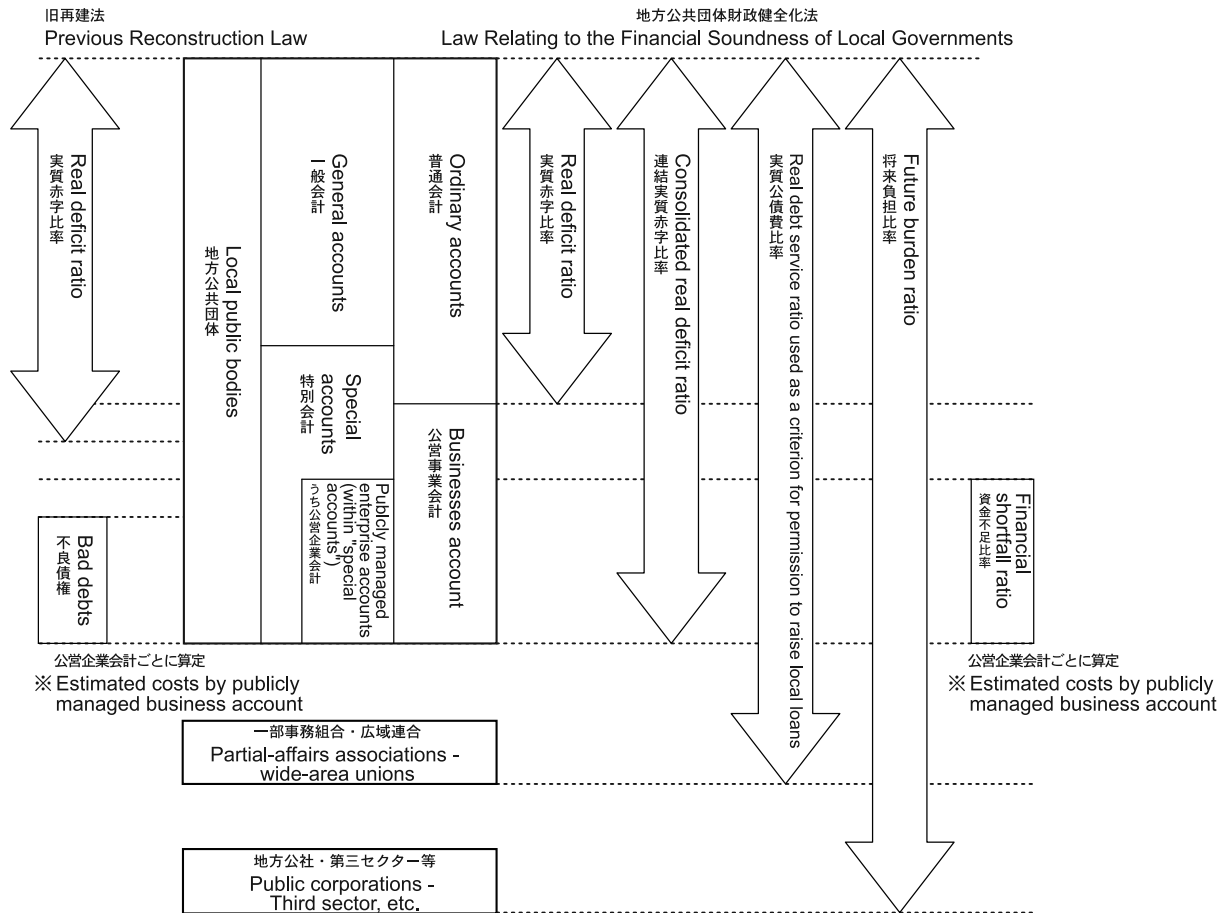 旧再建法
Previous Reconstruction Law
地方公共団体財政健全化法
Law Relating to the Financial Soundness of Local Governments
Real deficit ratio
実質赤字比率
Local public bodies
地方公共団体
General accounts
一般会計
Ordinary accounts
普通会計
Real deficit ratio
実質赤字比率
Consolidated real deficit ratio
連結実質赤字比率
Real debt service ratio used as a criterion for permission to raise local loans
実質公債費比率
Future burden ratio
将来負担比率
Special
accounts
特別会計
Businesses account
公営事業会計
Publcly managed
enterprise accounts
(within "special
accounts")
うち公営企業会計
Bad debts
不良債権
Financial
shortfall ratio
資金不足比率
公営企業会計ごとに算定
※ Estimated costs by publicly
managed business account
公営企業会計ごとに算定
※ Estimated costs by publicly
managed business account
一部事務組合・広域連合
Partial-affairs associations -
wide-area unions
地方公社・第三セクター等
Public corporations -
Third sector, etc.